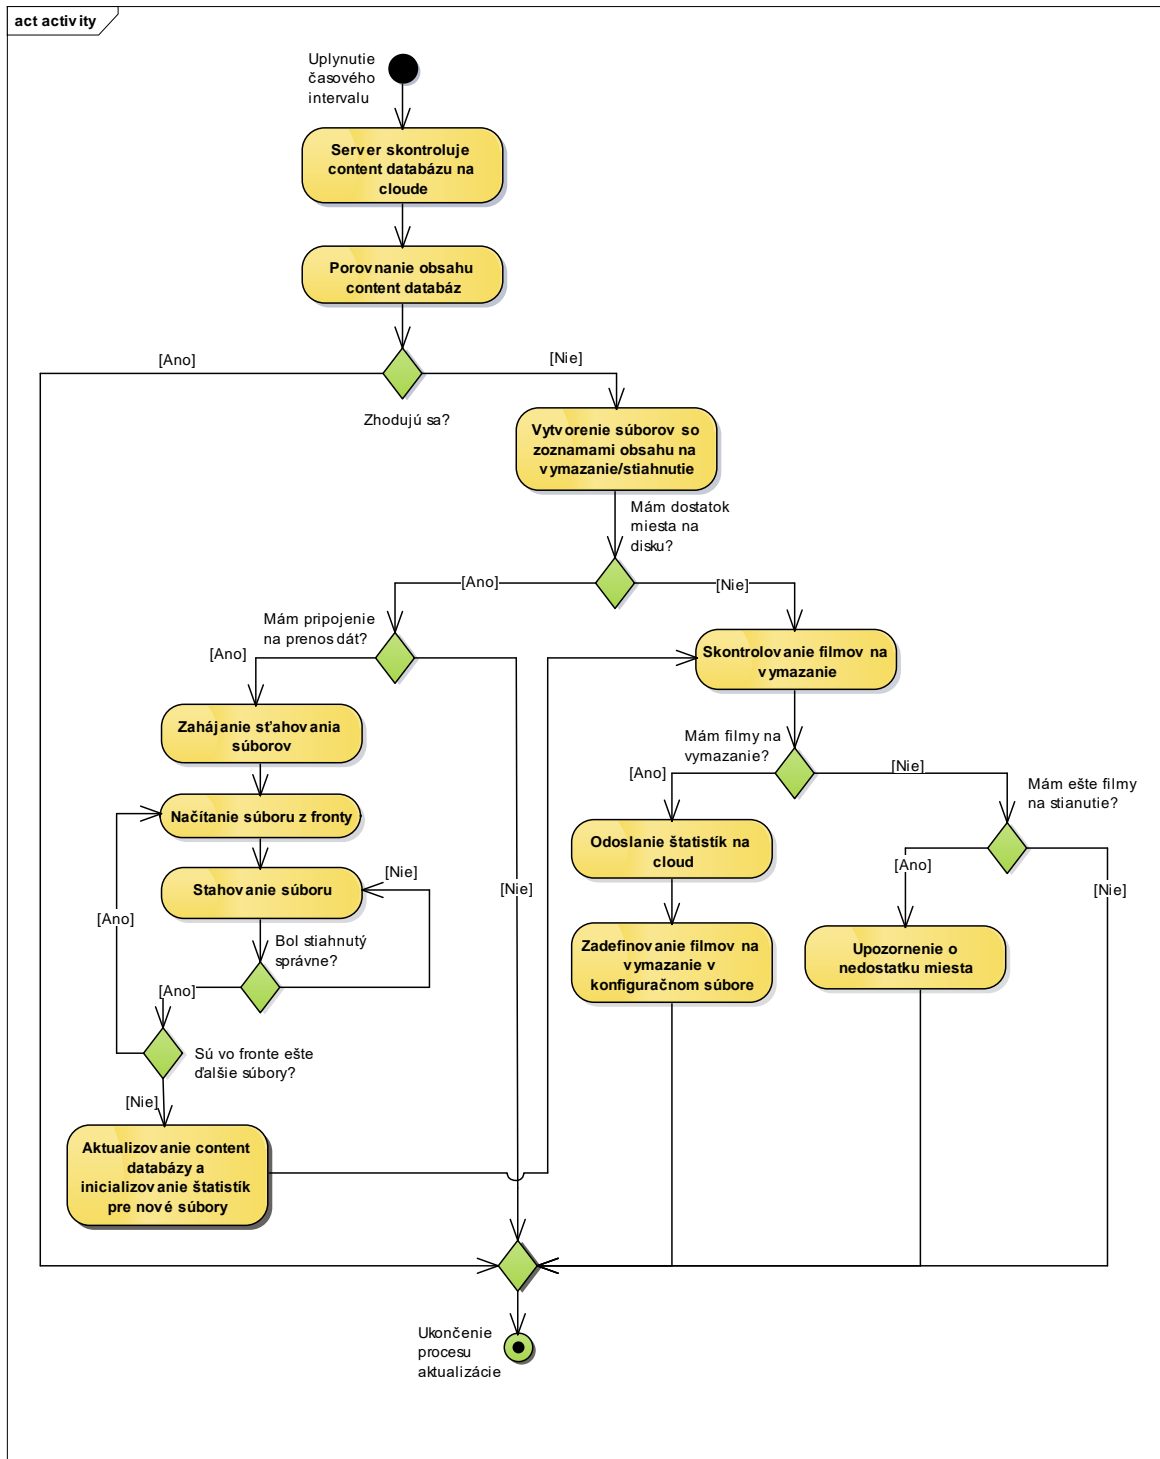 act activity
Uplynutie
časového
intervalu
Server skontroluje
content databázu na
cloude
Porovnanie obsahu
content databáz
[Ano]
[Nie]
Zhodujú sa?
Vytvorenie súborov so
zoznamami obsahu na
vymazanie/stiahnutie
Mám dostatok
miesta na
disku?
[Ano]
[Nie]
Mám pripojenie
na prenos dát?
[Ano]
[Nie]
Skontrolovanie filmov na
vymazanie
Zahájanie sťahovania
súborov
Mám filmy na
vymazanie?
[Ano]
[Nie]
Mám ešte filmy
na stianutie?
Načítanie súboru z fronty
Odoslanie štatistík na
cloud
[Ano]
[Nie]
Stahovanie súboru
[Nie]
[Ano]
Bol stiahnutý
správne?
Zadefinovanie filmov na
vymazanie v
konfiguračnom súbore
Upozornenie o
nedostatku miesta
[Ano]
Sú vo fronte ešte
ďalšie súbory?
[Nie]
Aktualizovanie content
databázy a
inicializovanie štatistík
pre nové súbory
Ukončenie
procesu
aktualizácie